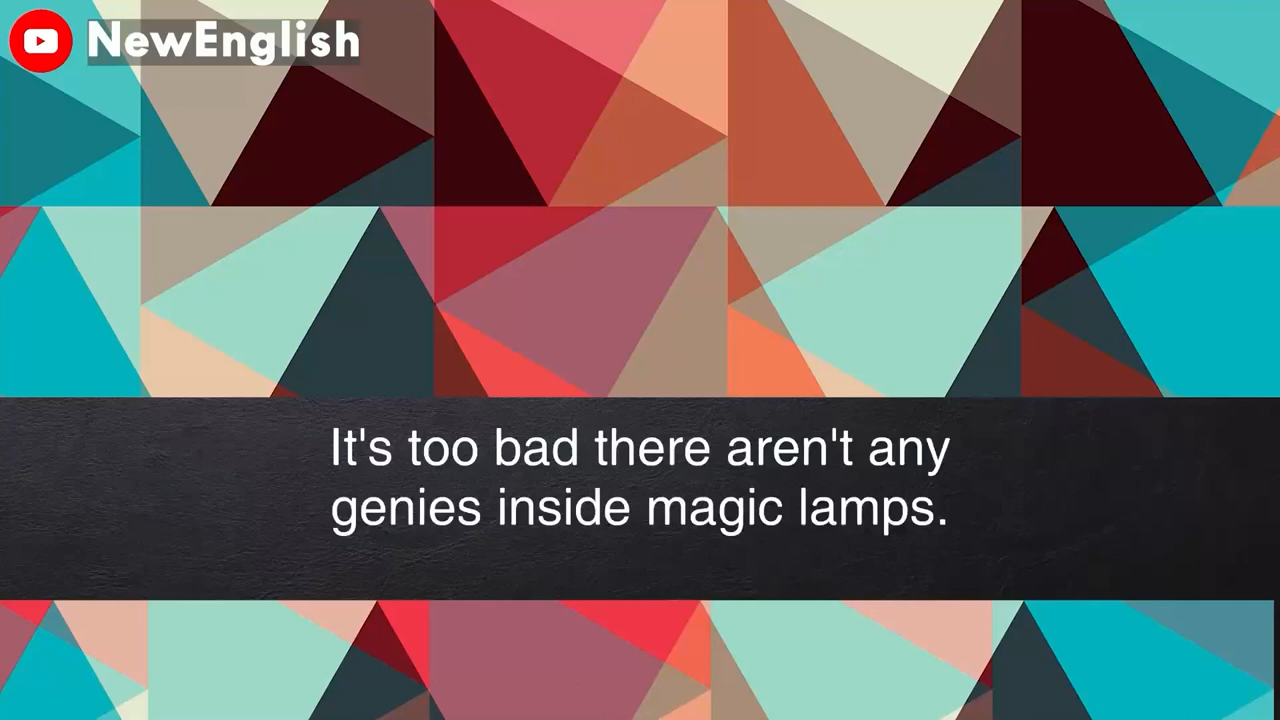 NewEnglish
It's too bad there aren't any
genies inside magic lamps.